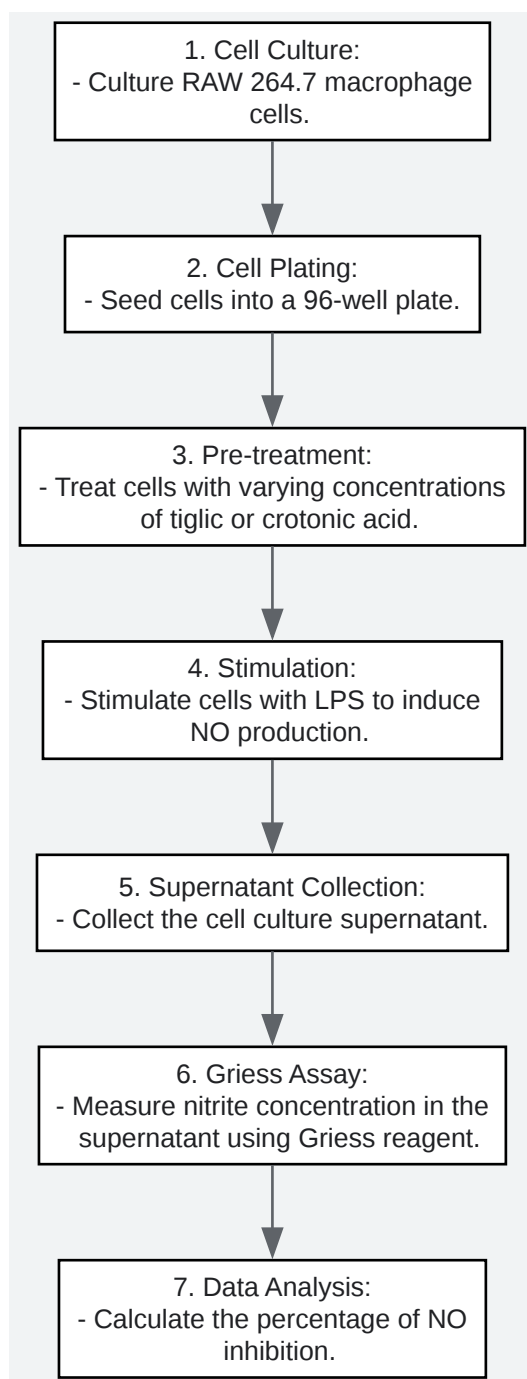 1. Cell Culture:
- Culture RAW 264.7 macrophage
cells.
2. Cell Plating:
- Seed cells into a 96-well plate.
3. Pre-treatment:
- Treat cells with varying concentrations
of tiglic or crotonic acid.
4. Stimulation:
- Stimulate cells with LPS to induce
NO production.
5. Supernatant Collection:
- Collect the cell culture supernatant.
6. Griess Assay:
- Measure nitrite concentration in the
supernatant using Griess reagent.
7. Data Analysis:
- Calculate the percentage of NO
inhibition.